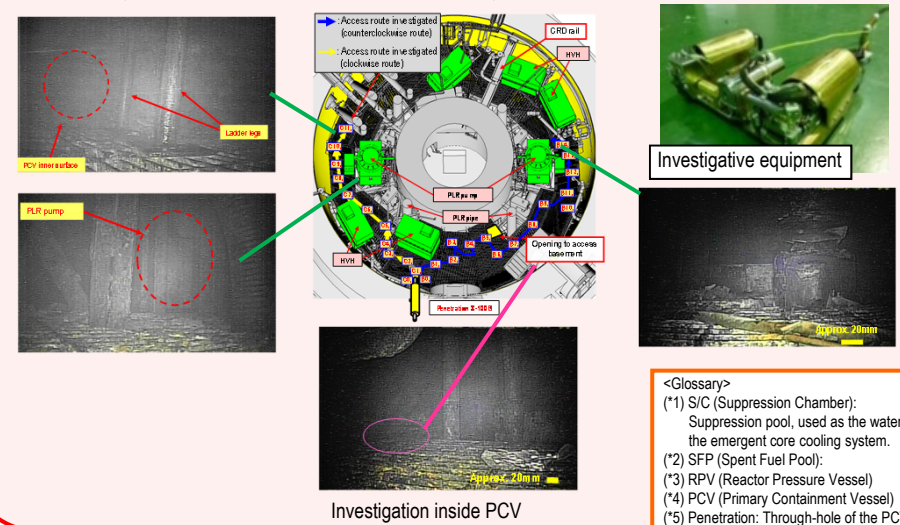 : Access route investigated
(counterclockwise route)
: Access route investigated
(clockwise route)
CRD rail
HVH
Ladder legs
PCV inner surface
PLR pump
PLR pump
PLR pipe
HVH
Opening to access
basement
Penetration X-100B
Investigative equipment
Approx. 20mm
Approx. 20mm
Investigation inside PCV
<Glossary>
(*1) S/C (Suppression Chamber):
Suppression pool, used as the water
the emergent core cooling system.
(*2) SFP (Spent Fuel Pool):
(*3) RPV (Reactor Pressure Vessel)
(*4) PCV (Primary Containment Vessel)
(*5) Penetration: Through-hole of the PC